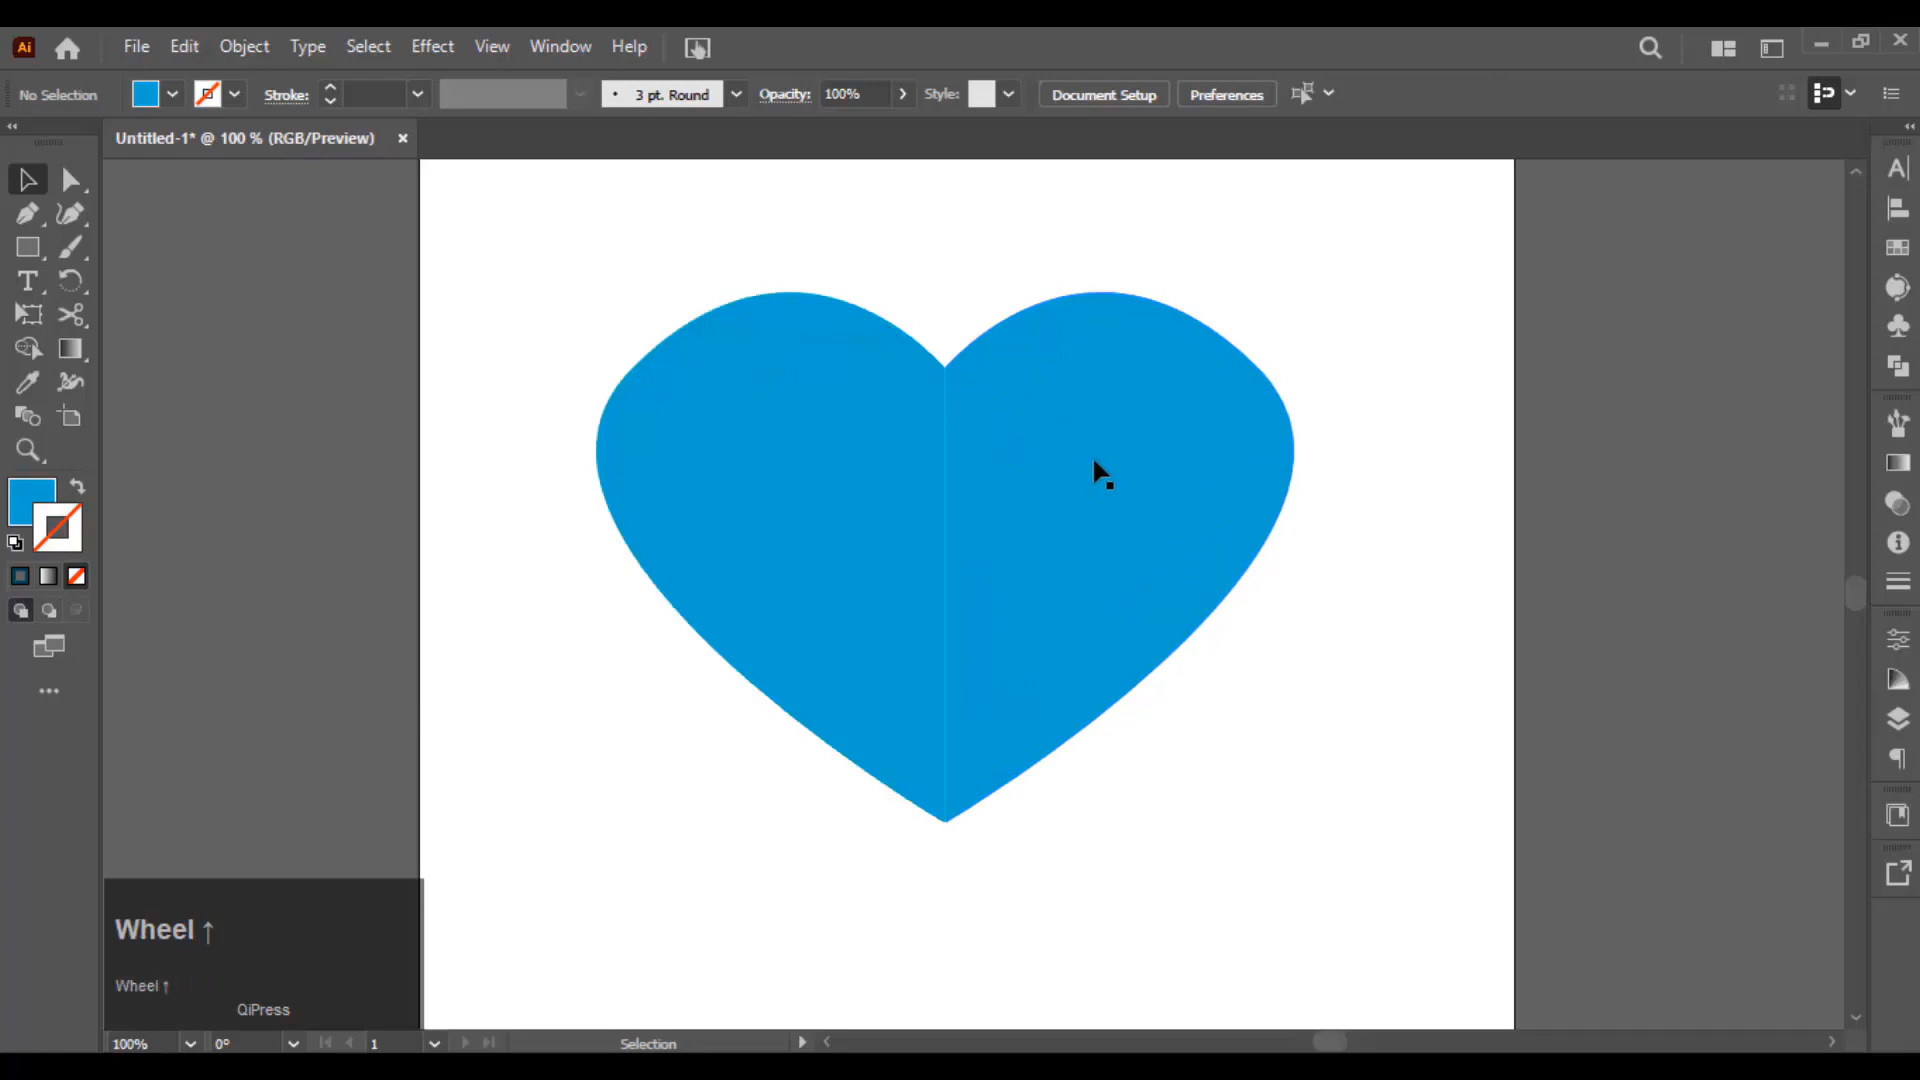 Ai File Edit Object Type Select Effect View Window Help
No Selection Stroke: 3 pt. Round Opacity: 100% Style: Document Setup Preferences
Untitled-1* @ 100 % (RGB/Preview)
Wheel ↑
Wheel ↑
QiPress
100% 0° 1 Selection